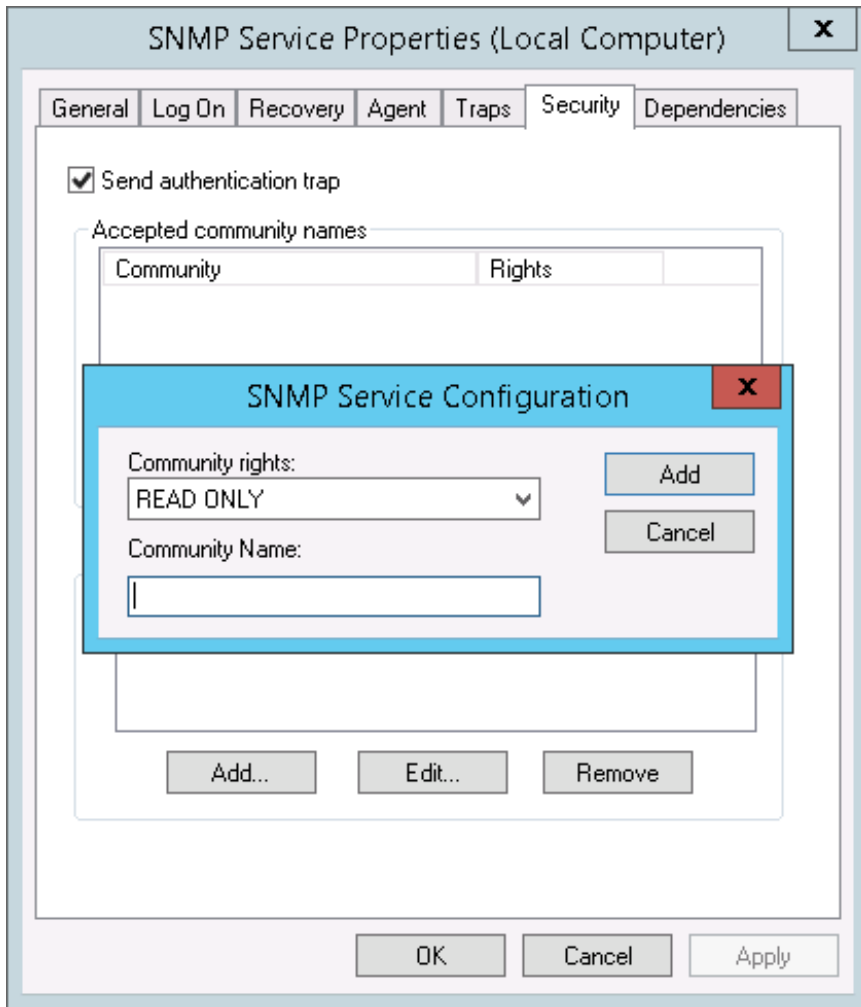 SNMP Service Properties (Local Computer)
x
General Log On Recovery Agent Traps Security Dependencies
Send authentication trap
Accepted community names
Community Rights
SNMP Service Configuration
x
Community rights:
READ ONLY
Add
Cancel
Community Name:
Add... Edit... Remove
OK Cancel Apply